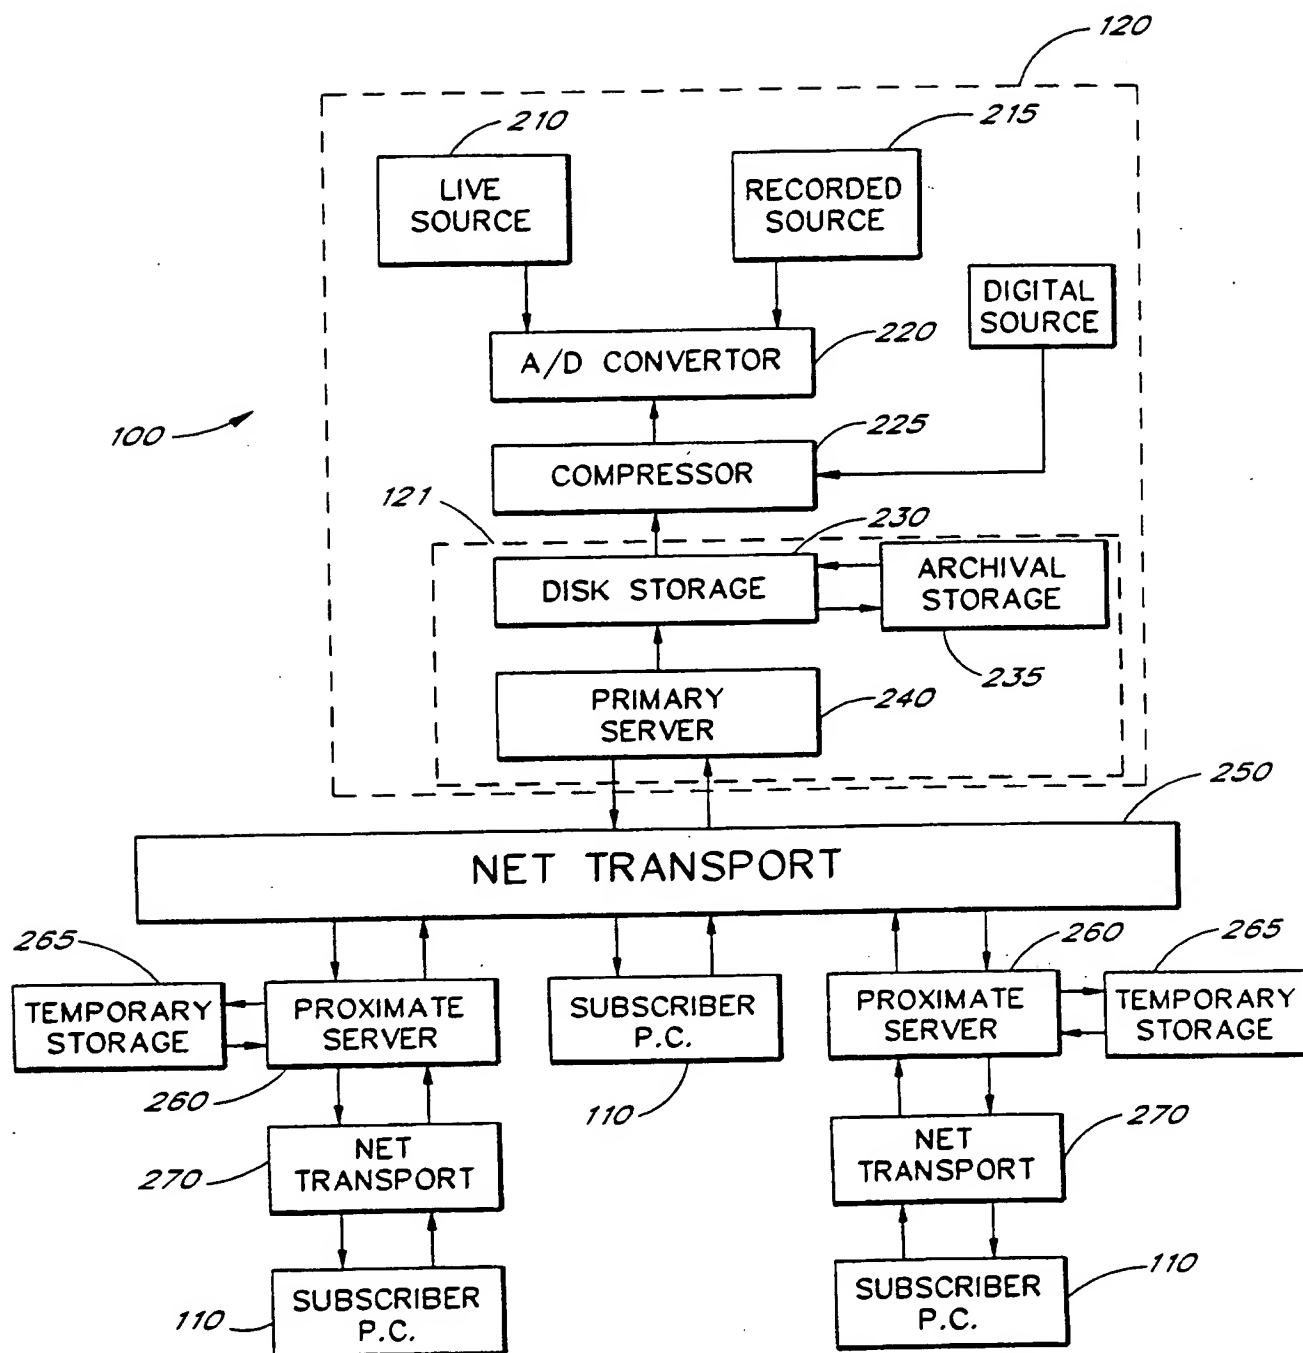 120
210
215
LIVE
SOURCE
RECORDED
SOURCE
DIGITAL
SOURCE
A/D CONVERTOR
220
100
225
COMPRESSOR
121
230
DISK STORAGE
ARCHIVAL
STORAGE
235
PRIMARY
SERVER
240
250
NET TRANSPORT
265
TEMPORARY
STORAGE
PROXIMATE
SERVER
260
SUBSCRIBER
P.C.
110
260
PROXIMATE
SERVER
265
TEMPORARY
STORAGE
270
NET
TRANSPORT
NET
TRANSPORT
270
110
SUBSCRIBER
P.C.
SUBSCRIBER
P.C.
110